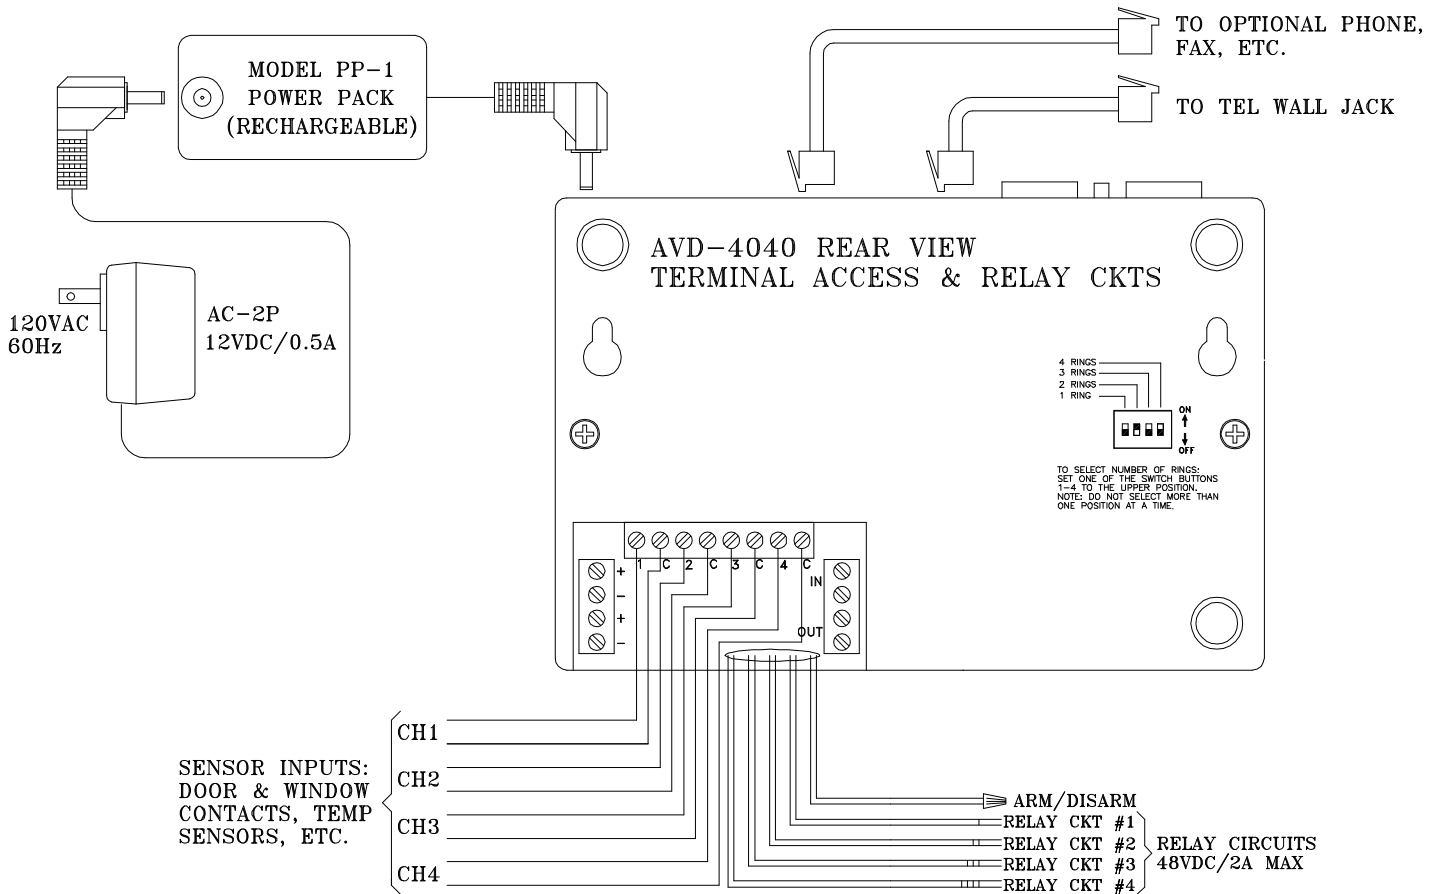 TO OPTIONAL PHONE,
FAX, ETC.
TO TEL WALL JACK
MODEL PP-1
POWER PACK
(RECHARGEABLE)
AVD-4040 REAR VIEW
TERMINAL ACCESS & RELAY CKTS
120VAC
60Hz
AC-2P
12VDC/0.5A
4 RINGS
3 RINGS
2 RINGS
1 RING
ON
OFF
TO SELECT NUMBER OF RINGS:
SET ONE OF THE SWITCH BUTTONS
1-4 TO THE UPPER POSITION.
NOTE: DO NOT SELECT MORE THAN
ONE POSITION AT A TIME.
1 C 2 C 3 C 4 C
+
-
+
-
IN
OUT
CH1
CH2
CH3
CH4
SENSOR INPUTS:
DOOR & WINDOW
CONTACTS, TEMP
SENSORS, ETC.
ARM/DISARM
RELAY CKT #1
RELAY CKT #2
RELAY CKT #3
RELAY CKT #4
RELAY CIRCUITS
48VDC/2A MAX